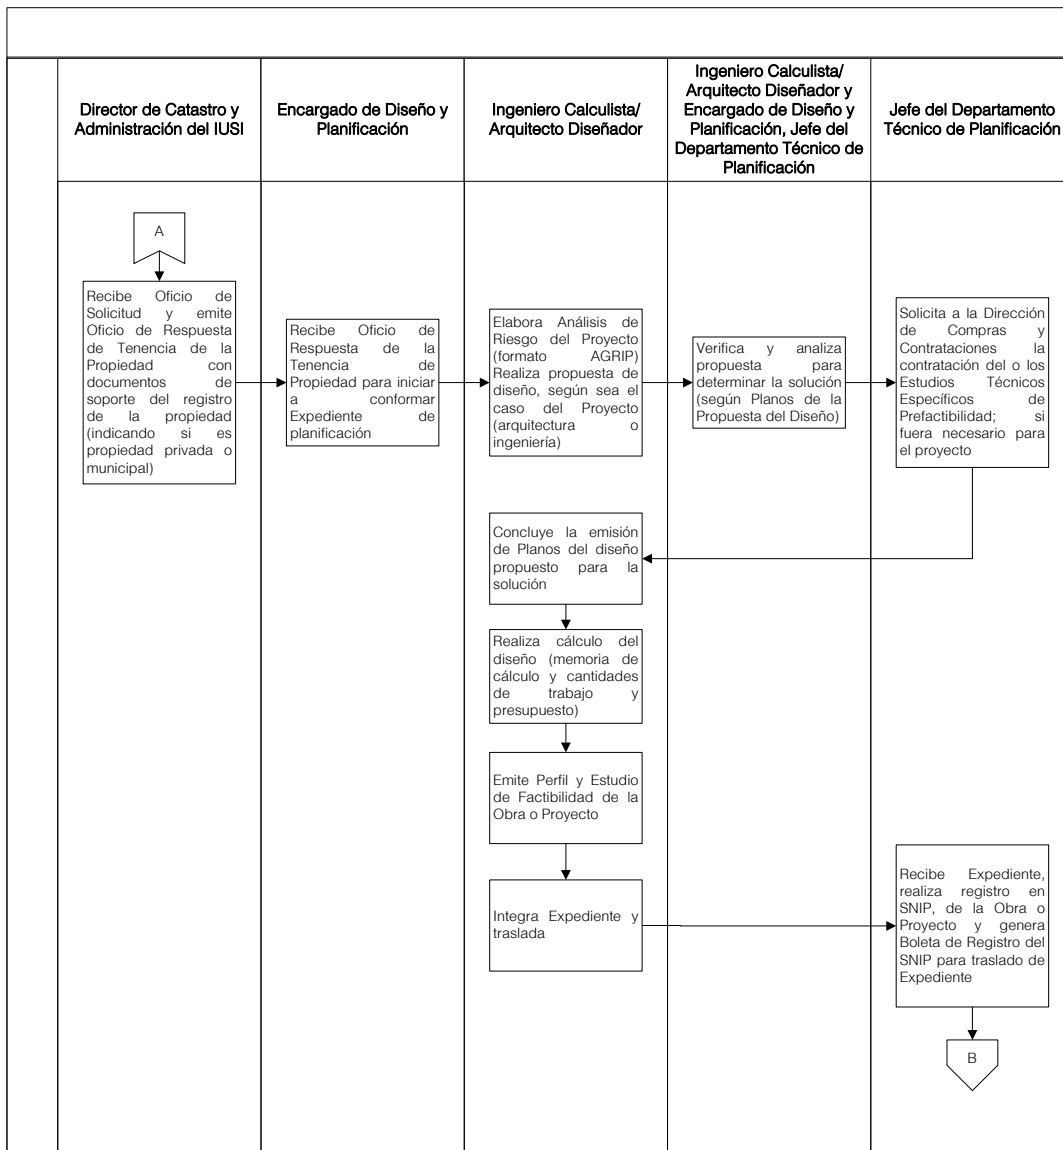 Director de Catastro y
Administración del IUSI
Encargado de Diseño y
Planificación
Ingeniero Calculista/
Arquitecto Diseñador
Ingeniero Calculista/
Arquitecto Diseñador y
Encargado de Diseño y
Planificación, Jefe del
Departamento Técnico de
Planificación
Jefe del Departamento
Técnico de Planificación
A
Recibe Oficio de
Solicitud y emite
Oficio de Respuesta
de Tenencia de la
Propiedad con
documentos de
soporte del registro
de la propiedad
(indicando si es
propiedad privada o
municipal)
Recibe Oficio de
Respuesta de la
Tenencia de
Propiedad para iniciar
a conformar
Expediente de
planificación
Elabora Análisis de
Riesgo del Proyecto
(formato AGRIP)
Realiza propuesta de
diseño, según sea el
caso del Proyecto
(arquitectura o
ingeniería)
Verifica y analiza
propuesta para
determinar la solución
(según Planos de la
Propuesta del Diseño)
Solicita a la Dirección
de Compras y
Contrataciones la
contratación del o los
Estudios Técnicos
Específicos de
Prefactibilidad; si
fuera necesario para
el proyecto
Concluye la emisión
de Planos del diseño
propuesto para la
solución
Realiza cálculo del
diseño (memoria de
cálculo y cantidades
de trabajo y
presupuesto)
Emite Perfil y Estudio
de Factibilidad de la
Obra o Proyecto
Integra Expediente y
traslada
Recibe Expediente,
realiza registro en
SNIP, de la Obra o
Proyecto y genera
Boleta de Registro del
SNIP para traslado de
Expediente
B